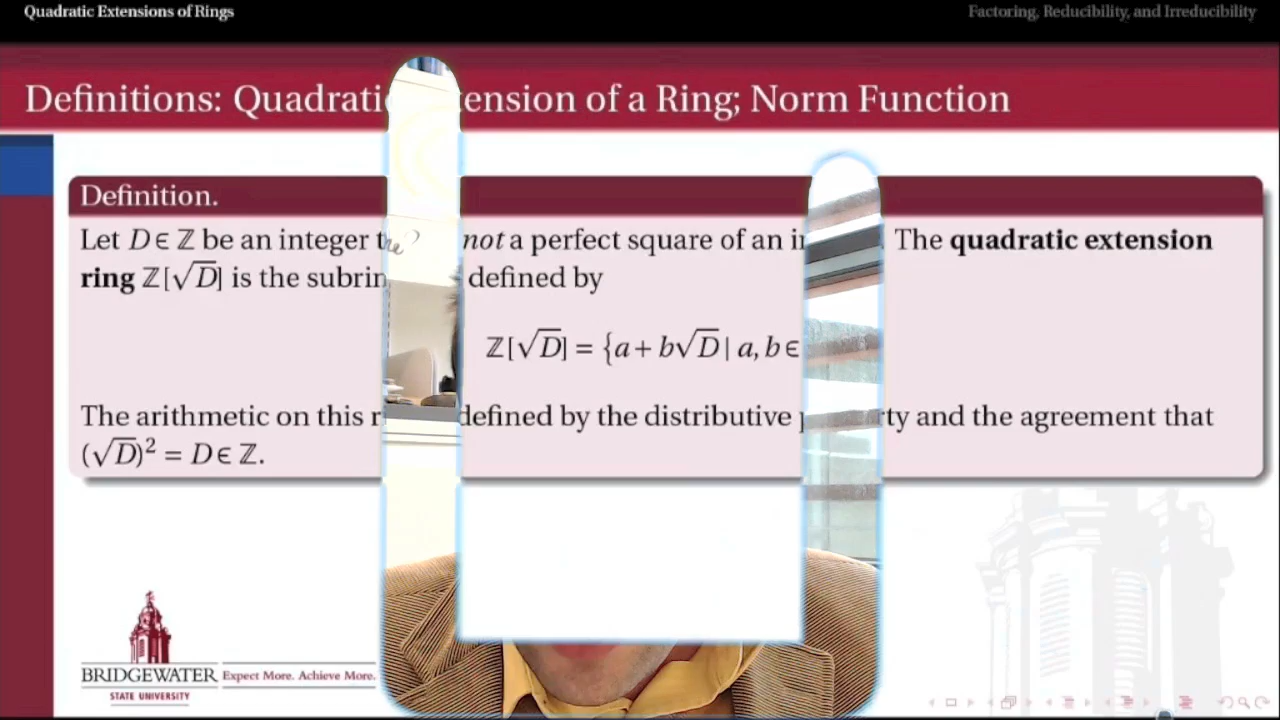 Quadratic Extensions of Rings
Factoring, Reducibility, and Irreducibility
Definitions: Quadrati tension of a Ring; Norm Function
Definition.
Let D ∈ ℤ be an integer t not a perfect square of an i The quadratic extension
ring ℤ[√D] is the subrin defined by
ℤ[√D] = {a + b√D | a, b ∈
The arithmetic on this r defined by the distributive p rty and the agreement that
(√D)² = D ∈ ℤ.
BRIDGEWATER
STATE UNIVERSITY
Expect More. Achieve More.